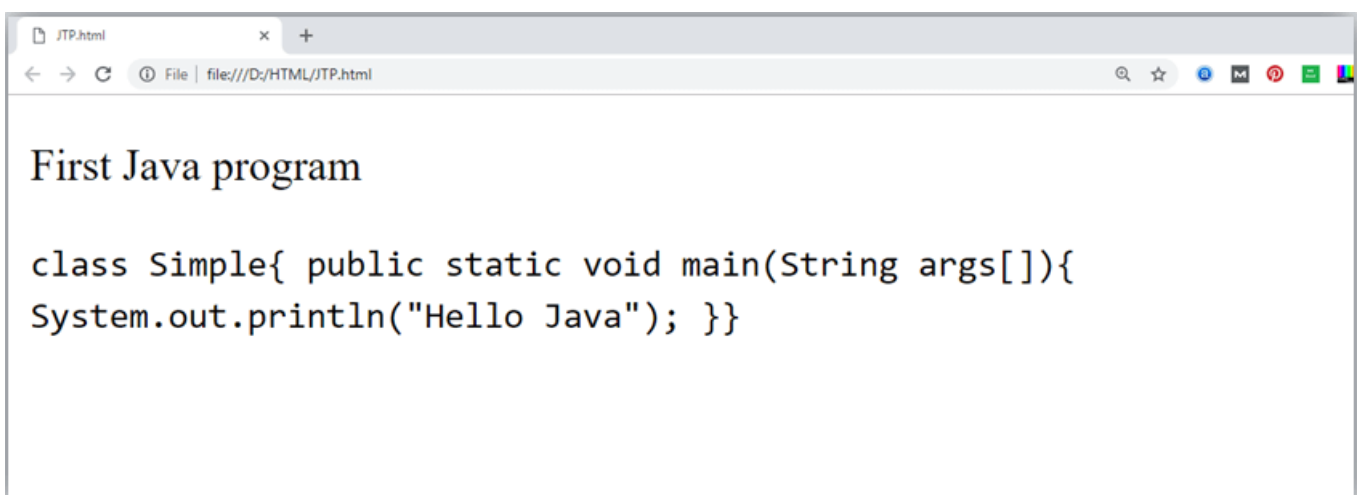 JTP.html
File | file:///D:/HTML/JTP.html
First Java program
class Simple{ public static void main(String args[]){
System.out.println("Hello Java"); }}